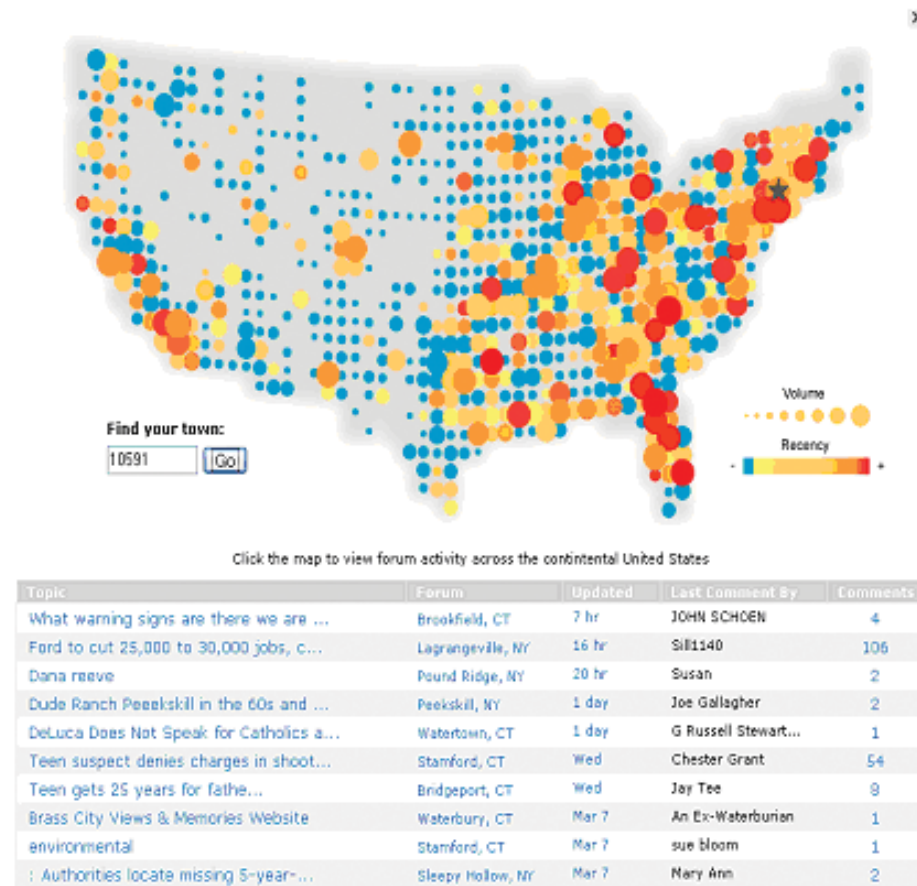 Volume
Recency
- +
Find your town:
10591 Go
Click the map to view forum activity across the contintental United States
Topic Forum Updated Last Comment By Comments
What warning signs are there we are ... Brookfield, CT 7 hr JOHN SCHOEN 4
Ford to cut 25,000 to 30,000 jobs, c... Lagrangeville, NY 16 hr Sill1140 106
Dana reeve Pound Ridge, NY 20 hr Susan 2
Dude Ranch Peeekskill in the 60s and ... Peekskill, NY 1 day Joe Gallagher 2
DeLuca Does Not Speak for Catholics a... Watertown, CT 1 day G Russell Stewart... 1
Teen suspect denies charges in shoot... Stamford, CT Wed Chester Grant 54
Teen gets 25 years for fathe... Bridgeport, CT Wed Jay Tee 8
Brass City Views & Memories Website Waterbury, CT Mar 7 An Ex-Waterburian 1
environmental Stamford, CT Mar 7 sue bloom 1
: Authorities locate missing 5-year-... Sleepy Hollow, NY Mar 7 Mary Ann 2